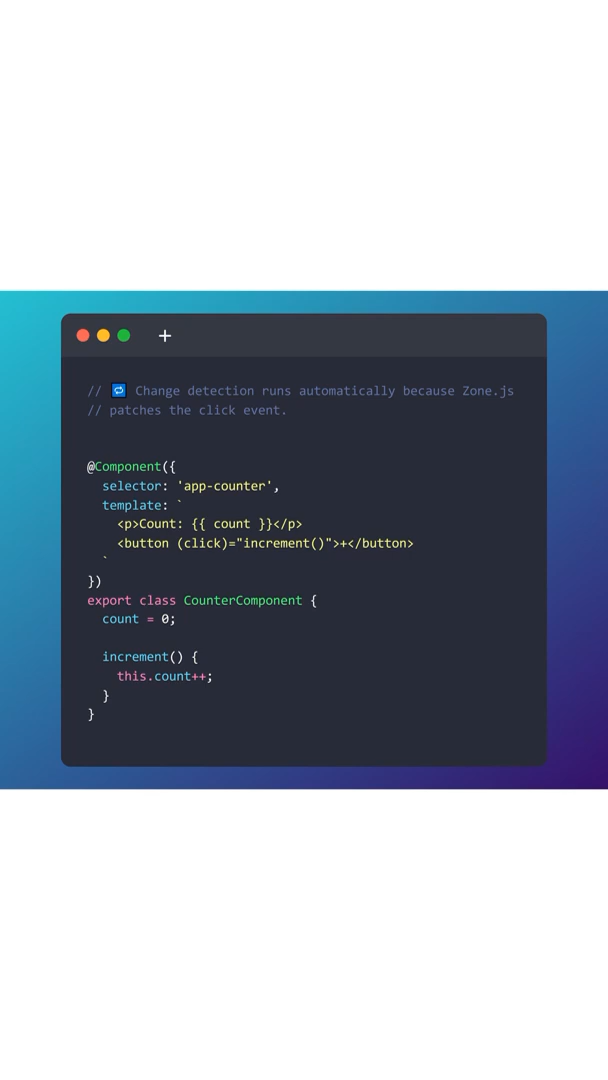 // 🔁 Change detection runs automatically because Zone.js
// patches the click event.
@Component({
  selector: 'app-counter',
  template: `
    <p>Count: {{ count }}</p>
    <button (click)="increment()">+</button>
  `
})
export class CounterComponent {
  count = 0;
  increment() {
    this.count++;
  }
}